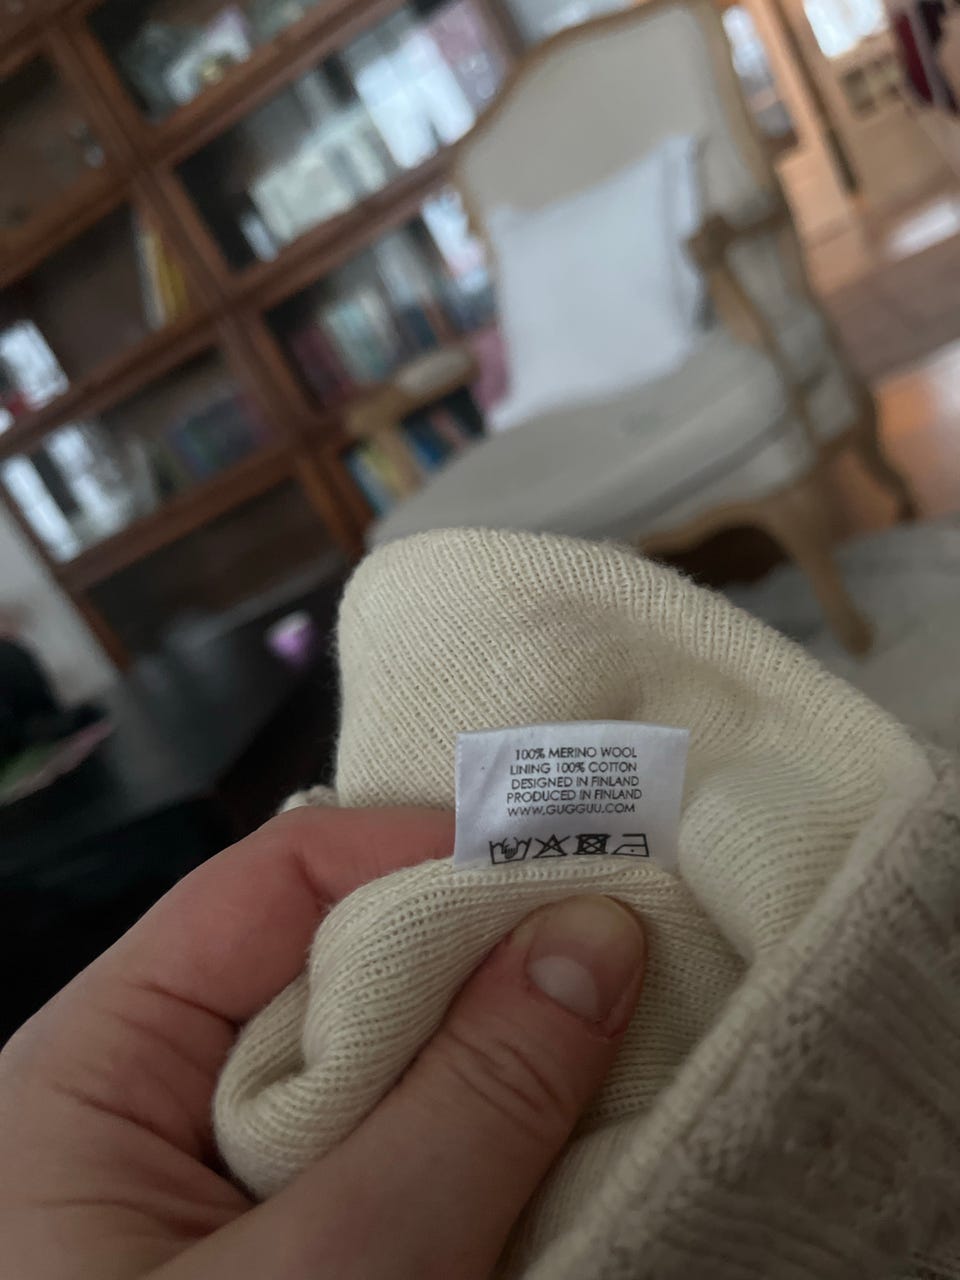 100% MERINO WOOL
LINING 100% COTTON
DESIGNED IN FINLAND
PRODUCED IN FINLAND
WWW.GUGGUU.COM